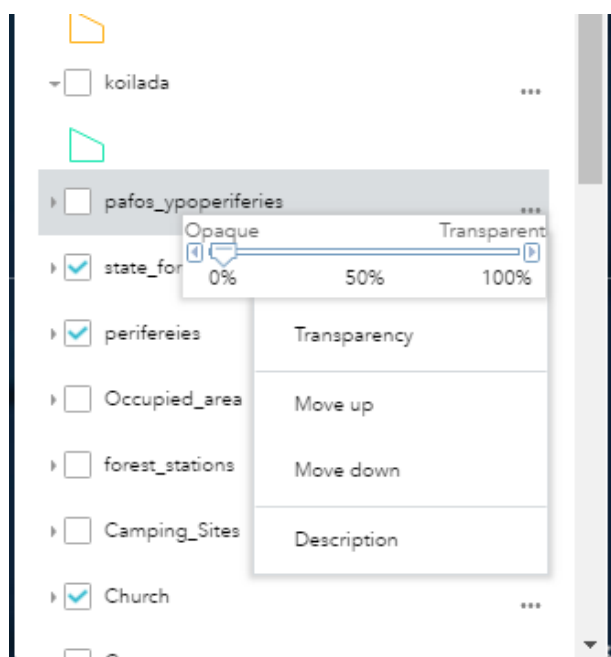 koilada
pafos_ypoperiferies
Opaque Transparent
0% 50% 100%
state_for
perifereies
Transparency
Occupied_area
Move up
forest_stations
Move down
Camping_Sites
Description
Church